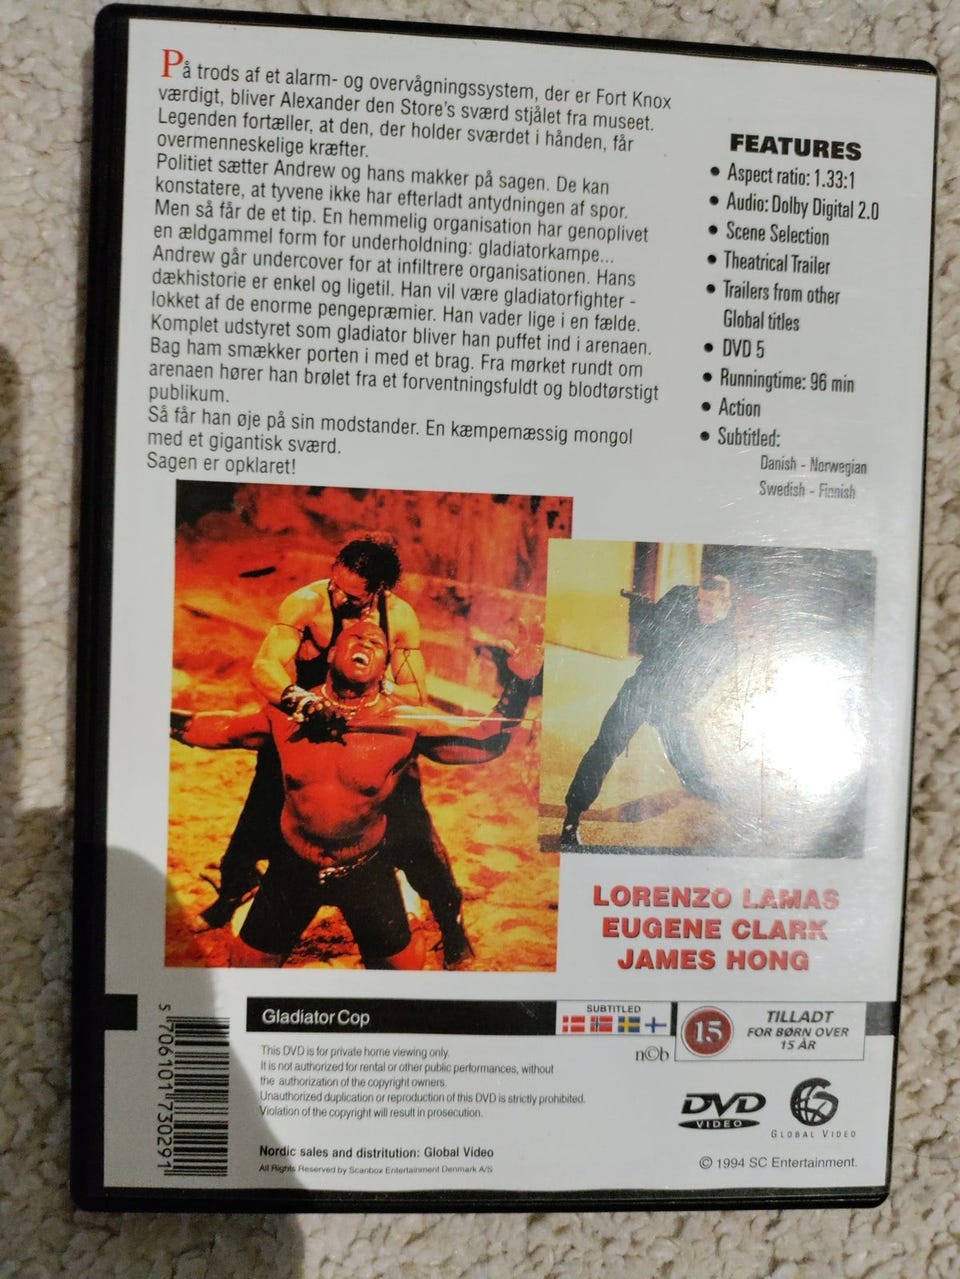 På trods af et alarm- og overvågningssystem, der er Fort Knox
værdigt, bliver Alexander den Store's sværd stjålet fra museet.
Legenden fortæller, at den, der holder sværdet i hånden, får
overmenneskelige kræfter.
Politiet sætter Andrew og hans makker på sagen. De kan
konstatere, at tyvene ikke har efterladt antydningen af spor.
Men så får de et tip. En hemmelig organisation har genoplivet
en ældgammel form for underholdning: gladiatorkampe...
Andrew går undercover for at infiltrere organisationen. Hans
dækhistorie er enkel og ligetil. Han vil være gladiatorfighter -
lokket af de enorme pengepræmier. Han vader lige i en fælde.
Komplet udstyret som gladiator bliver han puffet ind i arenaen.
Bag ham smækker porten i med et brag. Fra mørket rundt om
arenaen hører han brølet fra et forventningsfuldt og blodtørstigt
publikum.
Så får han øje på sin modstander. En kæmpemæssig mongol
med et gigantisk sværd.
Sagen er opklaret!
FEATURES
• Aspect ratio: 1.33:1
• Audio: Dolby Digital 2.0
• Scene Selection
• Theatrical Trailer
• Trailers from other
Global titles
• DVD 5
• Runningtime: 96 min
• Action
• Subtitled:
Danish - Norwegian
Swedish - Finnish
LORENZO LAMAS
EUGENE CLARK
JAMES HONG
Gladiator Cop
SUBTITLED
15
TILLADT
FOR BØRN OVER
15 ÅR
n©b
This DVD is for private home viewing only.
It is not authorized for rental or other public performances, without
the authorization of the copyright owners.
Unauthorized duplication or reproduction of this DVD is strictly prohibited.
Violation of the copyright will result in prosecution.
Nordic sales and distritution: Global Video
All Rights Reserved by Scanbox Entertainment Denmark A/S
DVD
VIDEO
GLOBAL VIDEO
© 1994 SC Entertainment.
5 706101 730291